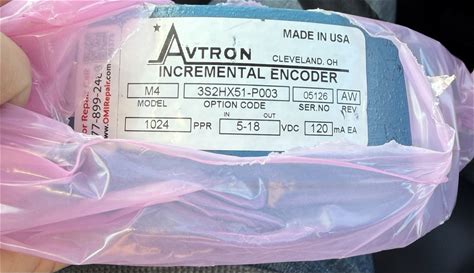 MADE IN USA
AVTRON
CLEVELAND, OH
INCREMENTAL ENCODER
M4 3S2HX51-P003 05126 AW
MODEL OPTION CODE SER.NO REV
IN OUT
1024 PPR 5-18 VDC 120 mA EA
www.OMIRepair.com